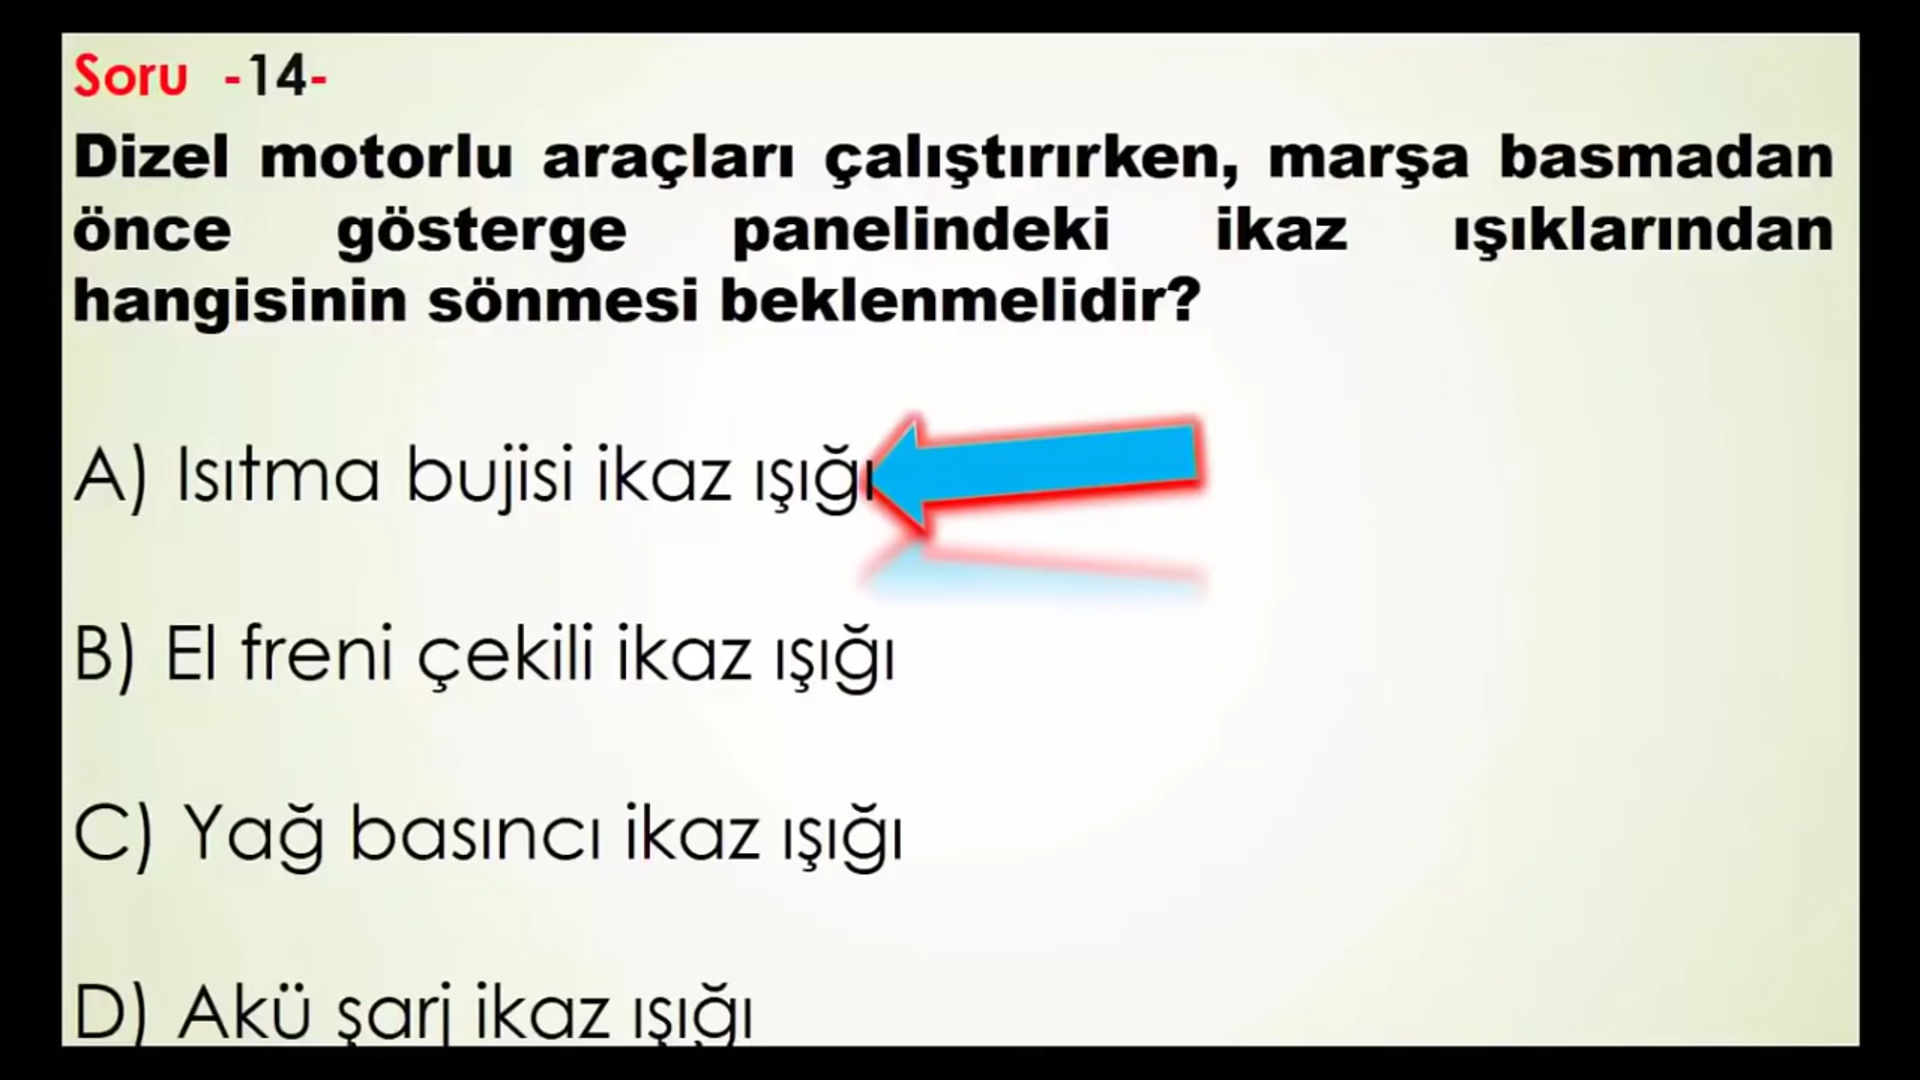 Soru -14-
Dizel motorlu araçları çalıştırırken, marşa basmadan
önce gösterge panelindeki ikaz ışıklarından
hangisinin sönmesi beklenmelidir?
A) Isıtma bujisi ikaz ışığı
B) El freni çekili ikaz ışığı
C) Yağ basıncı ikaz ışığı
D) Akü şarj ikaz ışığı